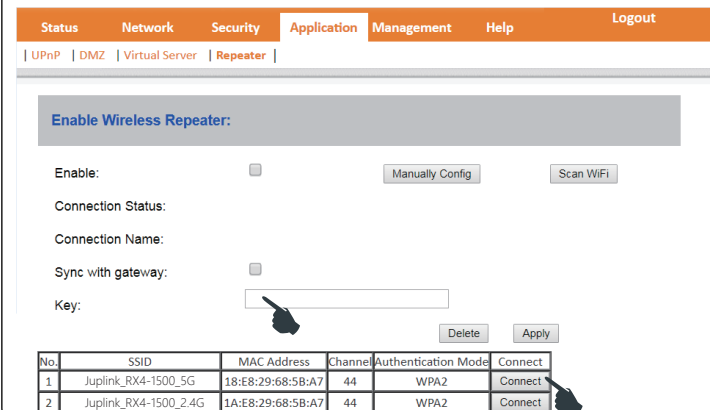 Logout
Status Network Security Application Management Help
UPnP | DMZ | Virtual Server | Repeater |
Enable Wireless Repeater:
Enable: Manually Config Scan WiFi
Connection Status:
Connection Name:
Sync with gateway:
Key:
Delete Apply
No. SSID MAC Address Channel Authentication Mode Connect
1 Juplink_RX4-1500_5G 18:E8:29:68:5B:A7 44 WPA2 Connect
2 Juplink_RX4-1500_2.4G 1A:E8:29:68:5B:A7 44 WPA2 Connect